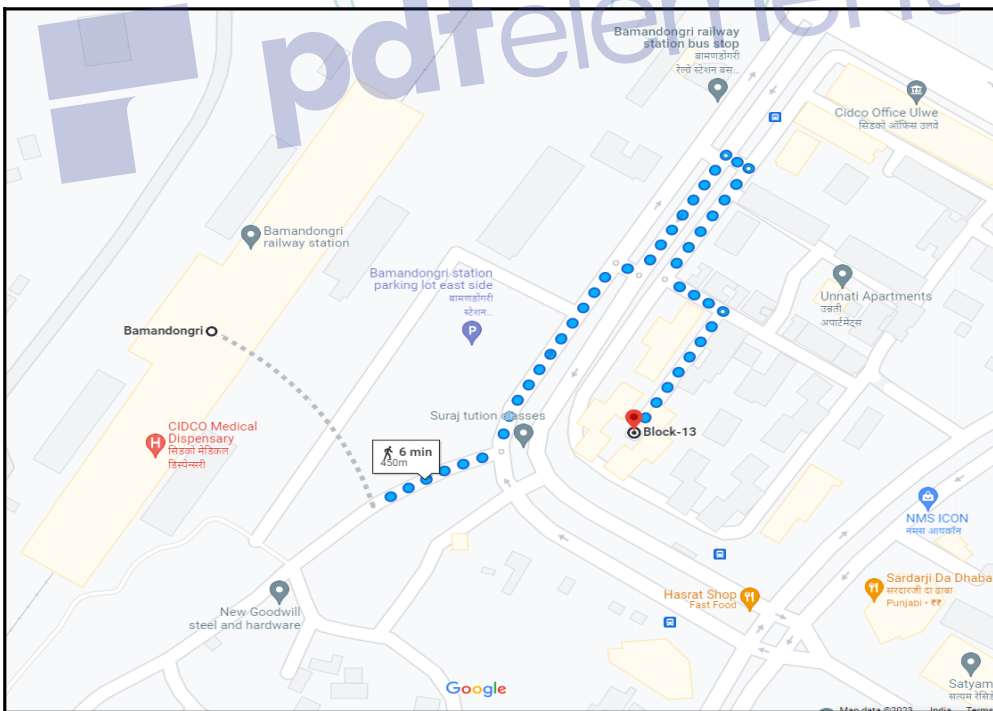 pdfelement
Bamandongri railway
station bus stop
बामणडोंगरी
रेल्वे स्टेशन बस...
Cidco Office Ulwe
सिडको ऑफिस उलवे
Bamandongri
railway station
Bamandongri station
parking lot east side
बामणडोंगरी
स्टेशन...
Unnati Apartments
उन्नती
अपार्टमेंट्स
Bamandongri
Suraj tution classes
Block-13
CIDCO Medical
Dispensary
सिडको मेडिकल
डिस्पेन्सरी
6 min
450m
NMS ICON
नमस आयकॉन
Sardarji Da Dhaba
सरदारजी दा ढाबा
Punjabi • ₹₹
Hasrat Shop
Fast Food
New Goodwill
steel and hardware
Satyam
सत्यम रेसिडे
Google
Map data ©2023 India Terms